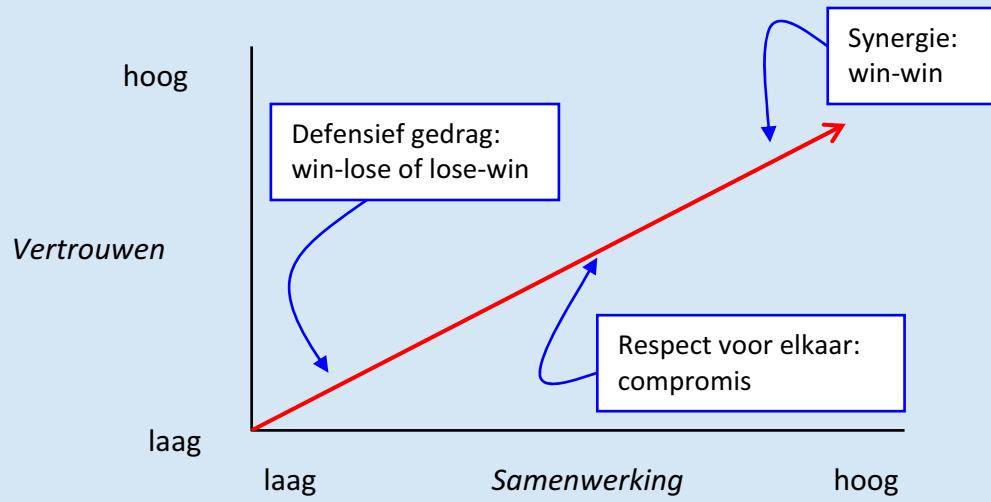 Synergie:
win-win
hoog
Defensief gedrag:
win-lose of lose-win
Vertrouwen
Respect voor elkaar:
compromis
laag
laag
Samenwerking
hoog